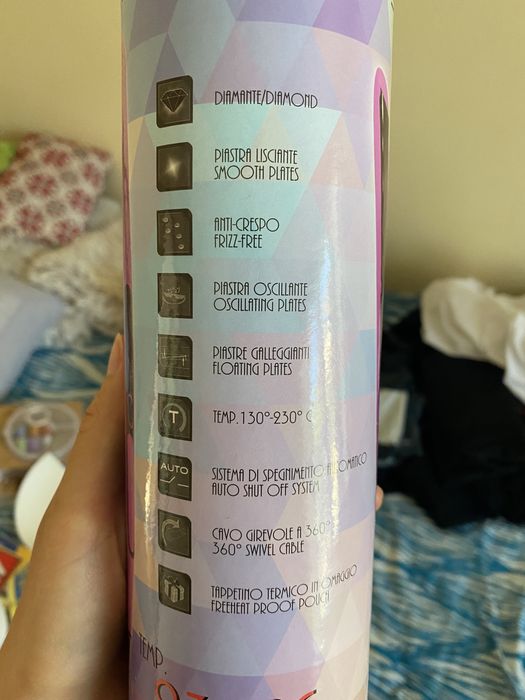 DIAMANTE/DIAMOND
PIASTRA LISCIANTE
SMOOTH PLATES
ANTI-CRESPO
FRIZZ-FREE
PIASTRA OSCILLANTE
OSCILLATING PLATES
PIASTRE GALLEGGIANTI
FLOATING PLATES
T
TEMP. 130°-230° C
AUTO
SISTEMA DI SPEGNIMENTO AUTOMATICO
AUTO SHUT OFF SYSTEM
CAVO GIREVOLE A 360°
360° SWIVEL CABLE
TAPPETINO TERMICO IN OMAGGIO
FREEHEAT PROOF POUCH
TEMP.